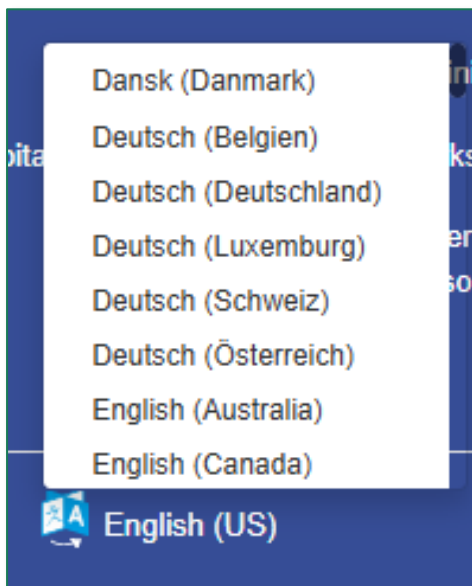 Dansk (Danmark)
Deutsch (Belgien)
Deutsch (Deutschland)
Deutsch (Luxemburg)
Deutsch (Schweiz)
Deutsch (Österreich)
English (Australia)
English (Canada)
English (US)